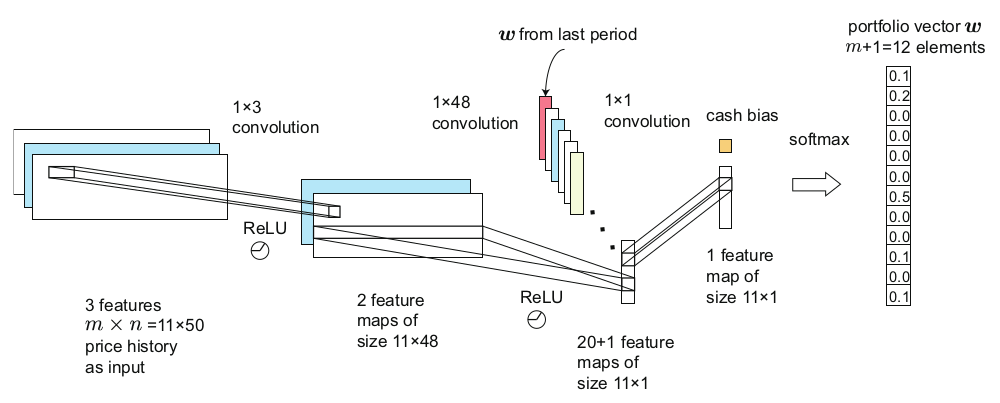 w from last period
portfolio vector w
m+1=12 elements
1×3
convolution
1×48
convolution
1×1
convolution
cash bias
softmax
ReLU
ReLU
3 features
m × n =11×50
price history
as input
2 feature
maps of
size 11×48
20+1 feature
maps of
size 11×1
1 feature
map of
size 11×1
0.1
0.2
0.0
0.0
0.0
0.0
0.5
0.0
0.0
0.1
0.0
0.1